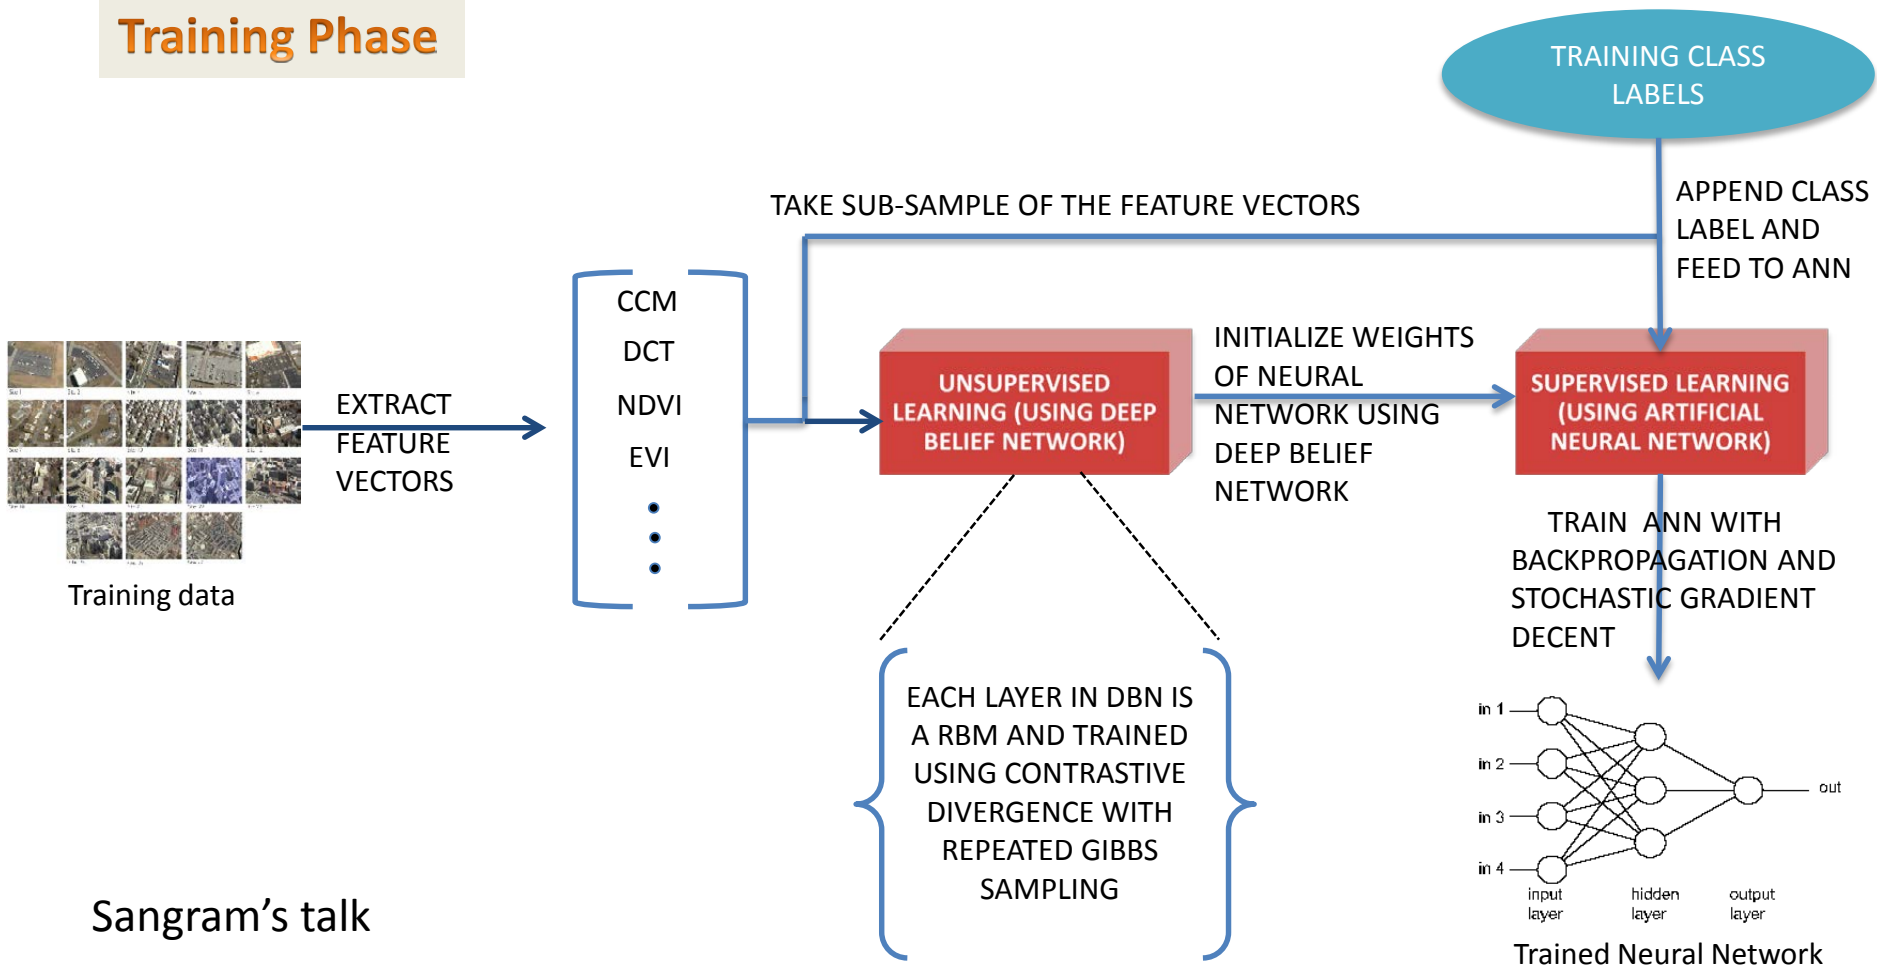 Training Phase
TRAINING CLASS
LABELS
TAKE SUB-SAMPLE OF THE FEATURE VECTORS
APPEND CLASS
LABEL AND
FEED TO ANN
CCM
DCT
NDVI
EVI
EXTRACT
FEATURE
VECTORS
Training data
UNSUPERVISED
LEARNING (USING DEEP
BELIEF NETWORK)
INITIALIZE WEIGHTS
OF NEURAL
NETWORK USING
DEEP BELIEF
NETWORK
SUPERVISED LEARNING
(USING ARTIFICIAL
NEURAL NETWORK)
TRAIN ANN WITH
BACKPROPAGATION AND
STOCHASTIC GRADIENT
DECENT
EACH LAYER IN DBN IS
A RBM AND TRAINED
USING CONTRASTIVE
DIVERGENCE WITH
REPEATED GIBBS
SAMPLING
in 1
in 2
in 3
in 4
out
input
layer
hidden
layer
output
layer
Trained Neural Network
Sangram's talk